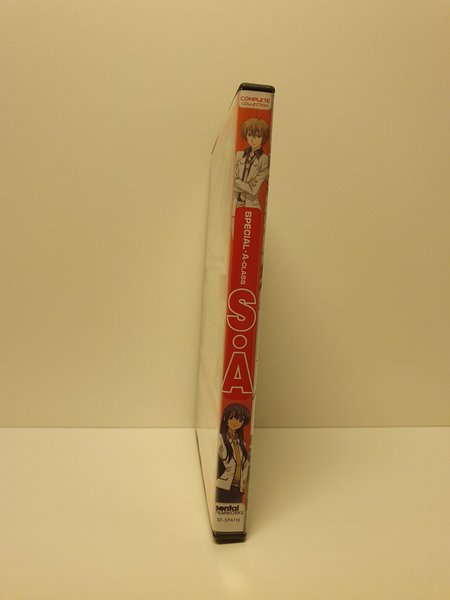 COMPLETE
COLLECTION
SPECIAL·A-CLASS
S·A
sentai
FILMWORKS
SF-SPA110